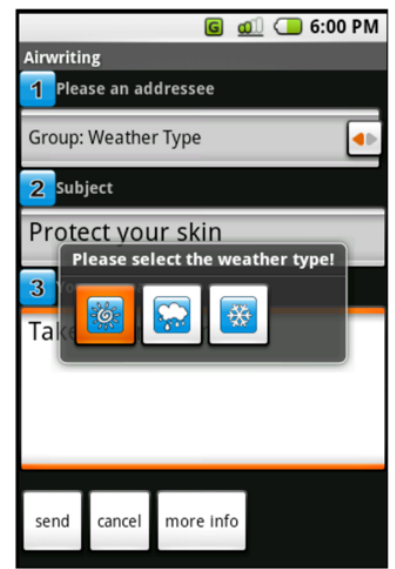 G 6:00 PM
Airwriting
1 Please an addressee
Group: Weather Type
2 Subject
Protect your skin
Please select the weather type!
3
send cancel more info